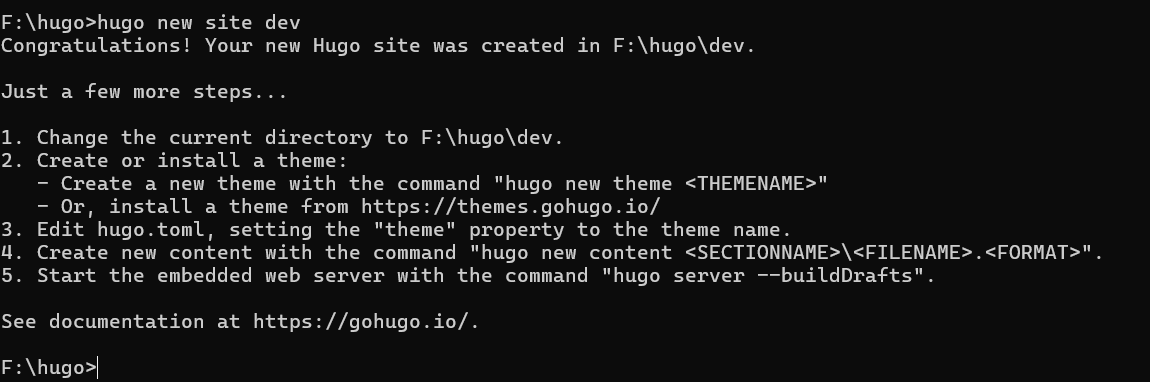 F:\hugo>hugo new site dev
Congratulations! Your new Hugo site was created in F:\hugo\dev.
Just a few more steps...
1. Change the current directory to F:\hugo\dev.
2. Create or install a theme:
   - Create a new theme with the command "hugo new theme <THEMENAME>"
   - Or, install a theme from https://themes.gohugo.io/
3. Edit hugo.toml, setting the "theme" property to the theme name.
4. Create new content with the command "hugo new content <SECTIONNAME>\<FILENAME>.<FORMAT>".
5. Start the embedded web server with the command "hugo server --buildDrafts".
See documentation at https://gohugo.io/.
F:\hugo>